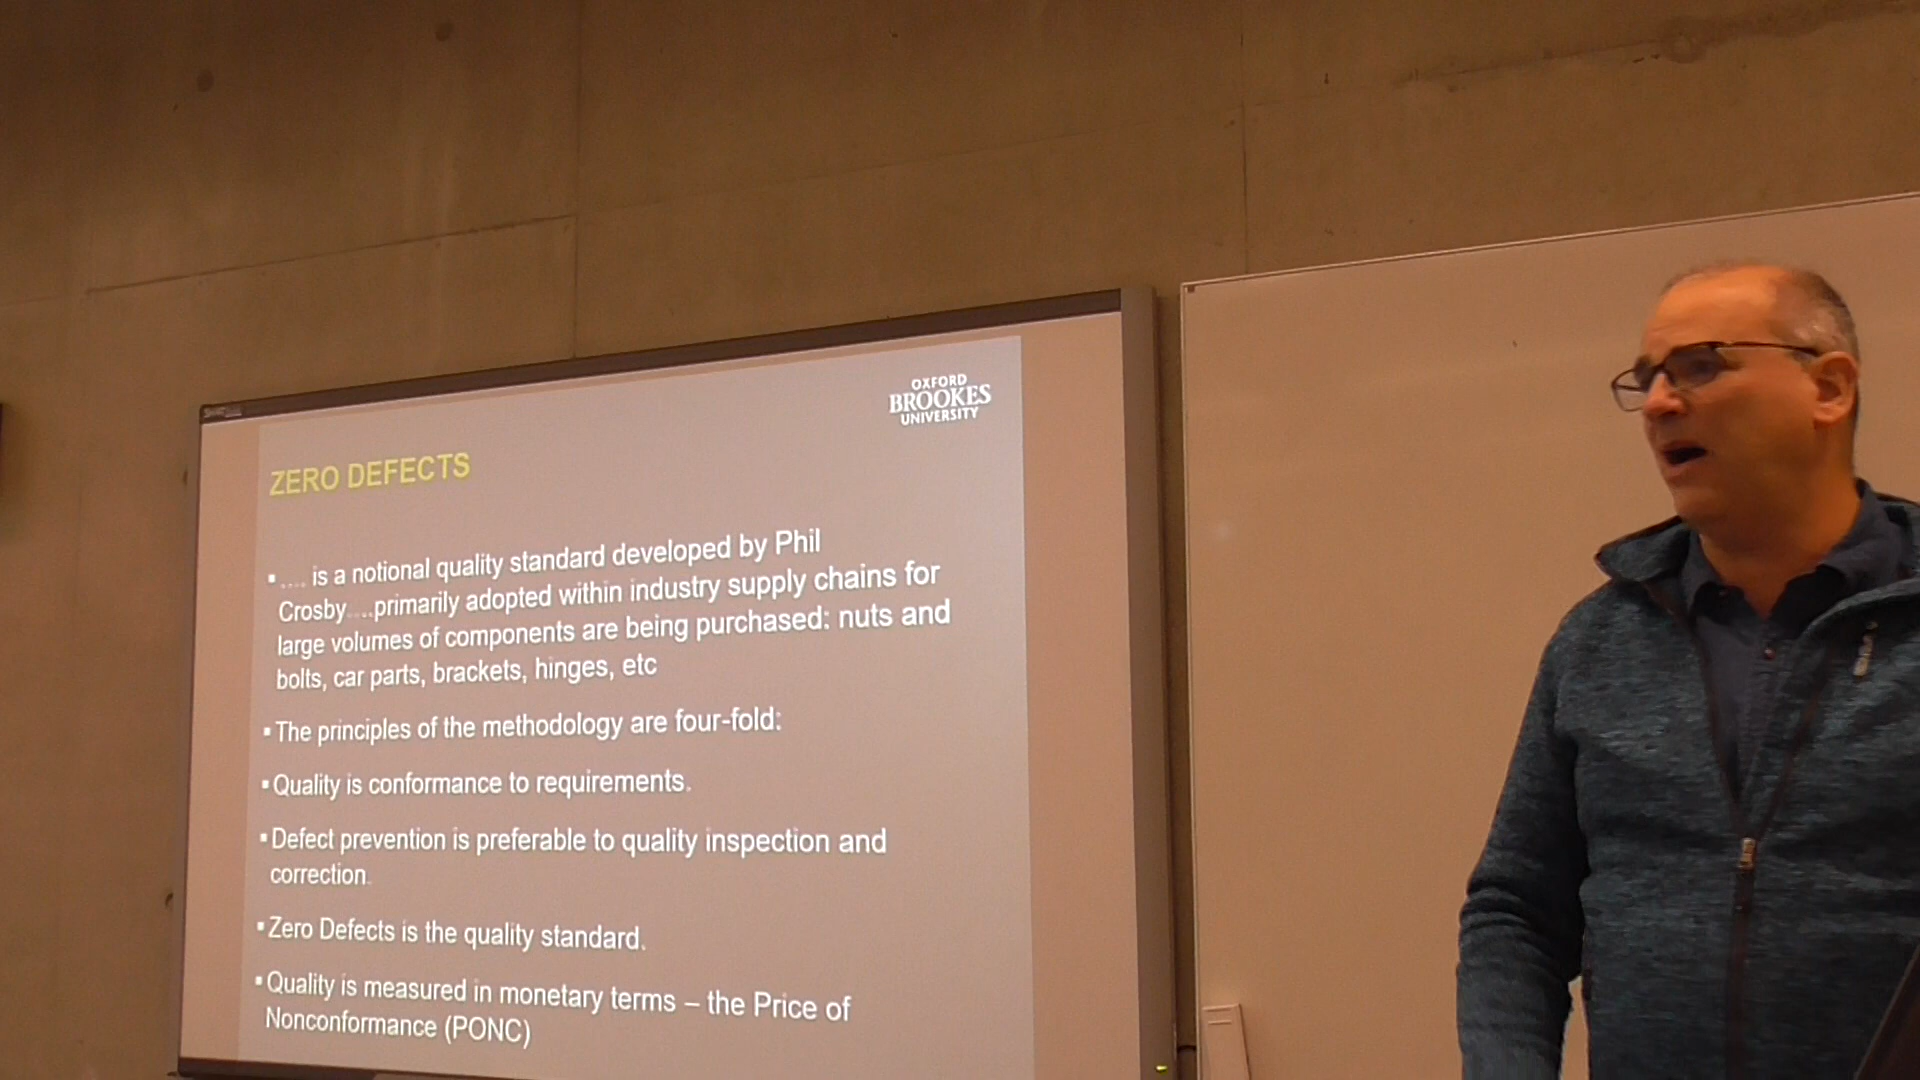 OXFORD
BROOKES
UNIVERSITY
ZERO DEFECTS
▪.... is a notional quality standard developed by Phil
Crosby....primarily adopted within industry supply chains for
large volumes of components are being purchased: nuts and
bolts, car parts, brackets, hinges, etc
▪The principles of the methodology are four-fold:
▪Quality is conformance to requirements.
▪Defect prevention is preferable to quality inspection and
correction.
▪Zero Defects is the quality standard.
▪Quality is measured in monetary terms – the Price of
Nonconformance (PONC)